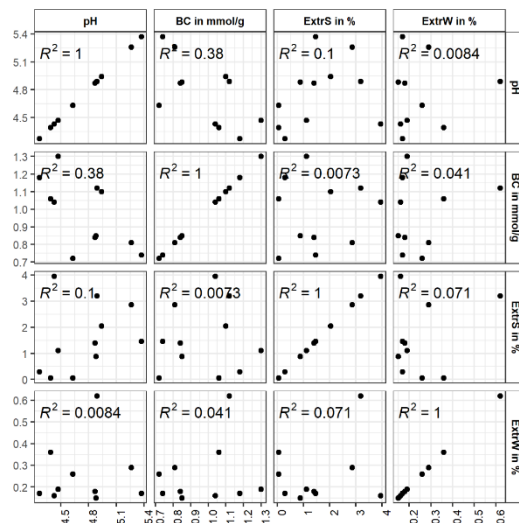 pH BC in mmol/g ExtrS in % ExtrW in %
5.4
5.1
4.8
4.5
R² = 1 R² = 0.38 R² = 0.1 R² = 0.0084
pH
1.3
1.2
1.1
1.0
0.9
0.8
0.7
R² = 0.38 R² = 1 R² = 0.0073 R² = 0.041
BC in mmol/g
4
3
2
1
0
R² = 0.1 R² = 0.0073 R² = 1 R² = 0.071
ExtrS in %
0.6
0.5
0.4
0.3
0.2
R² = 0.0084 R² = 0.041 R² = 0.071 R² = 1
ExtrW in %
4.5 4.8 5.1 5.4 0.7 0.8 0.9 1.0 1.1 1.2 1.3 0 1 2 3 4 0.2 0.3 0.4 0.5 0.6